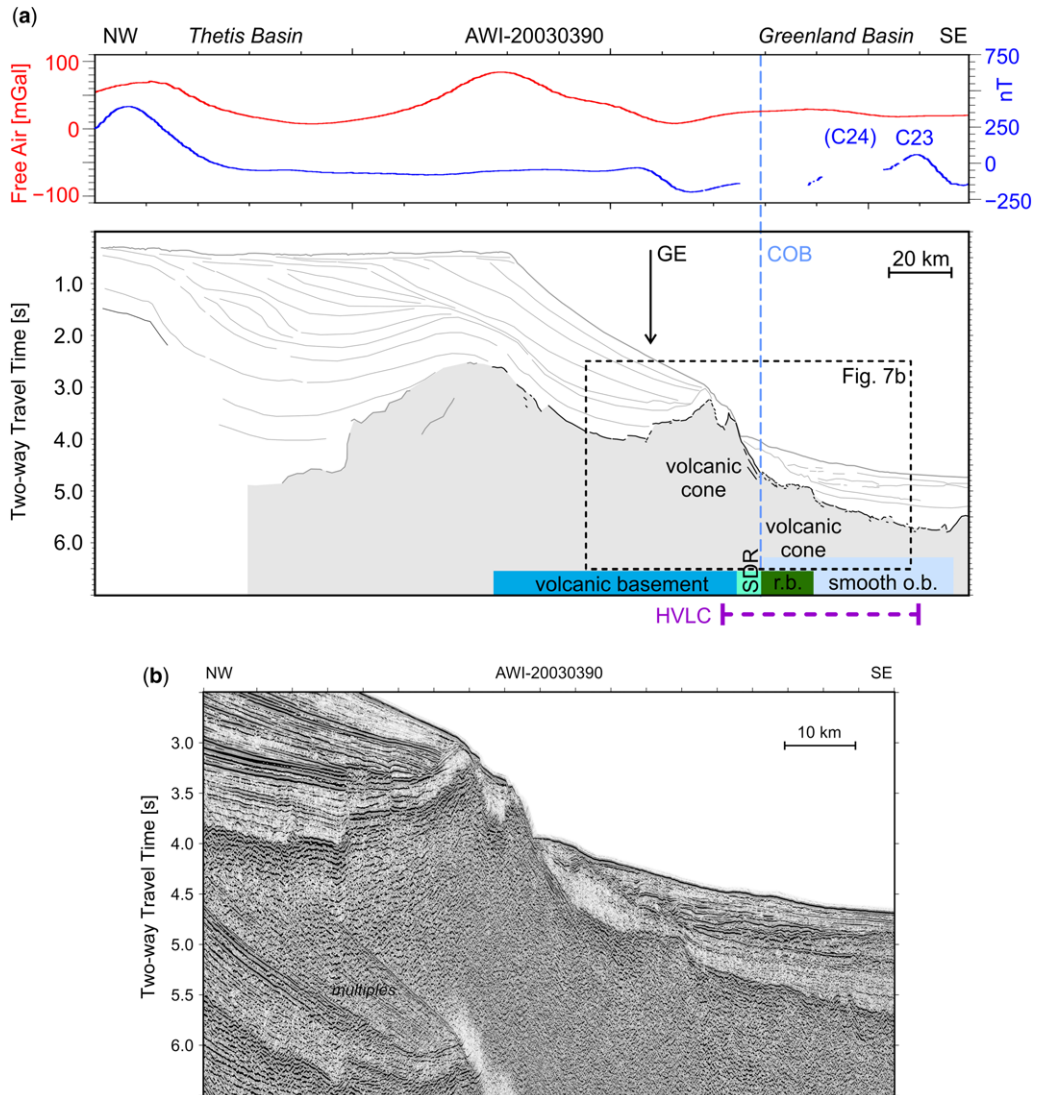 (a)
NW Thetis Basin AWI-20030390 Greenland Basin SE
100
0
−100
Free Air [mGal]
750
500
250
0
−250
nT
(C24) C23
GE
COB
20 km
1.0
2.0
3.0
4.0
5.0
6.0
Two-way Travel Time [s]
Fig. 7b
volcanic
cone
volcanic
cone
volcanic basement
SDR
r.b.
smooth o.b.
HVLC
(b)
NW AWI-20030390 SE
10 km
3.0
3.5
4.0
4.5
5.0
5.5
6.0
Two-way Travel Time [s]
multiples